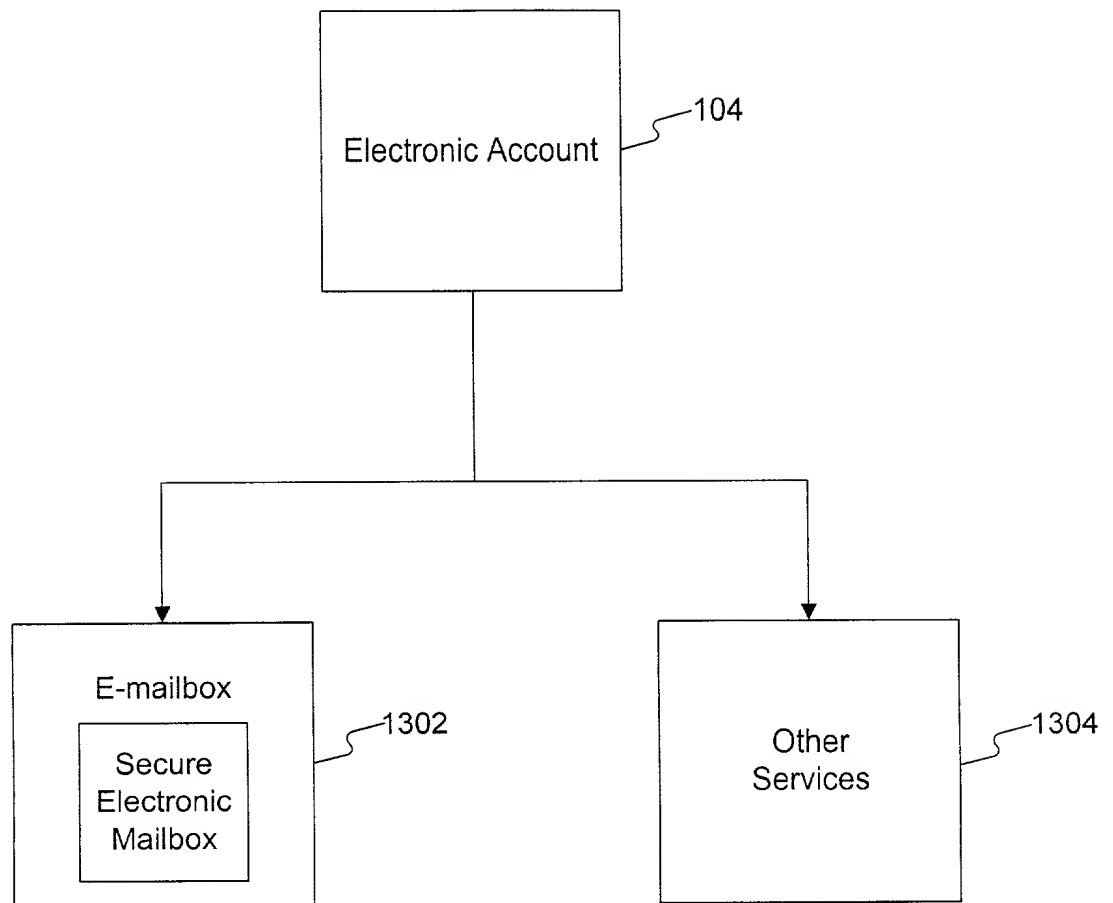 Electronic Account
104
E-mailbox
Secure
Electronic
Mailbox
1302
Other
Services
1304